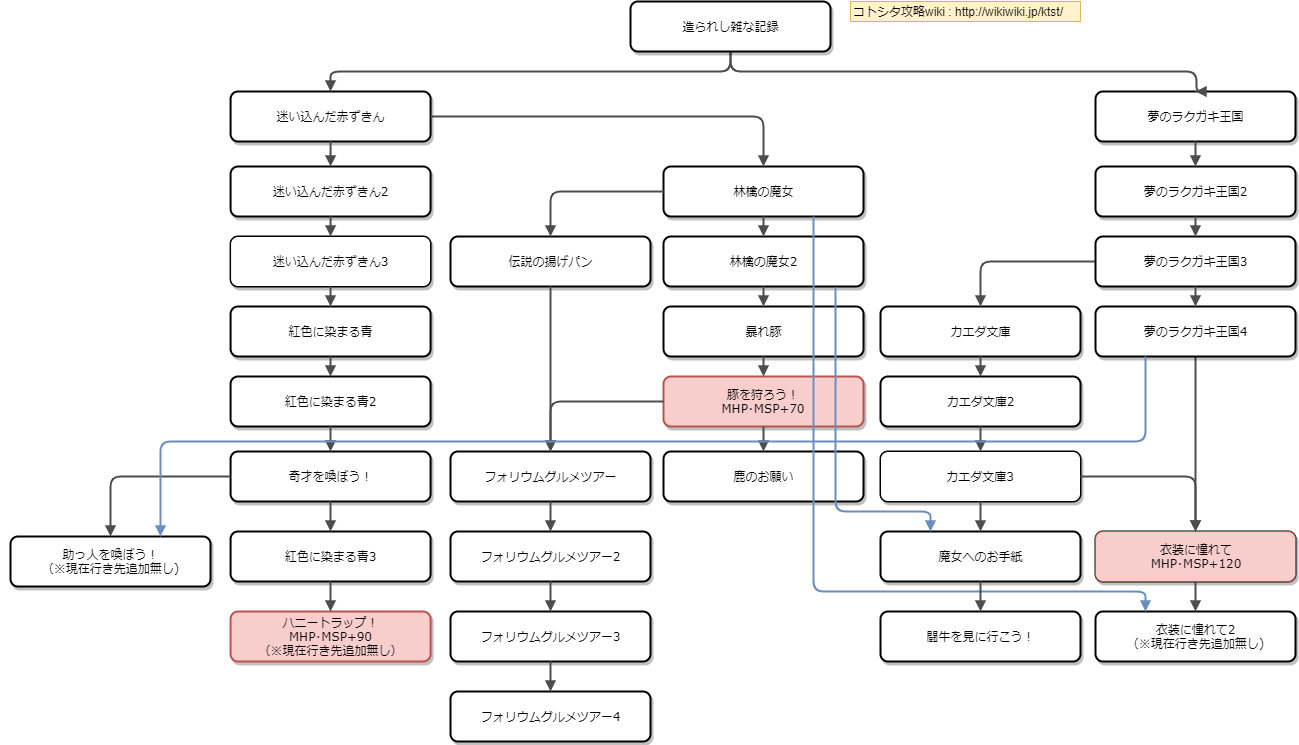 造られし雑な記録
コトシタ攻略wiki : http://wikiwiki.jp/ktst/
迷い込んだ赤ずきん
夢のラクガキ王国
迷い込んだ赤ずきん2
林檎の魔女
夢のラクガキ王国2
迷い込んだ赤ずきん3
伝説の揚げパン
林檎の魔女2
夢のラクガキ王国3
紅色に染まる青
暴れ豚
カエダ文庫
夢のラクガキ王国4
紅色に染まる青2
豚を狩ろう！
MHP･MSP+70
カエダ文庫2
奇才を喚ぼう！
フォリウムグルメツアー
鹿のお願い
カエダ文庫3
助っ人を喚ぼう！
（※現在行き先追加無し）
紅色に染まる青3
フォリウムグルメツアー2
魔女へのお手紙
衣装に憧れて
MHP･MSP+120
ハニートラップ！
MHP･MSP+90
（※現在行き先追加無し）
フォリウムグルメツアー3
闘牛を見に行こう！
衣装に憧れて2
（※現在行き先追加無し）
フォリウムグルメツアー4